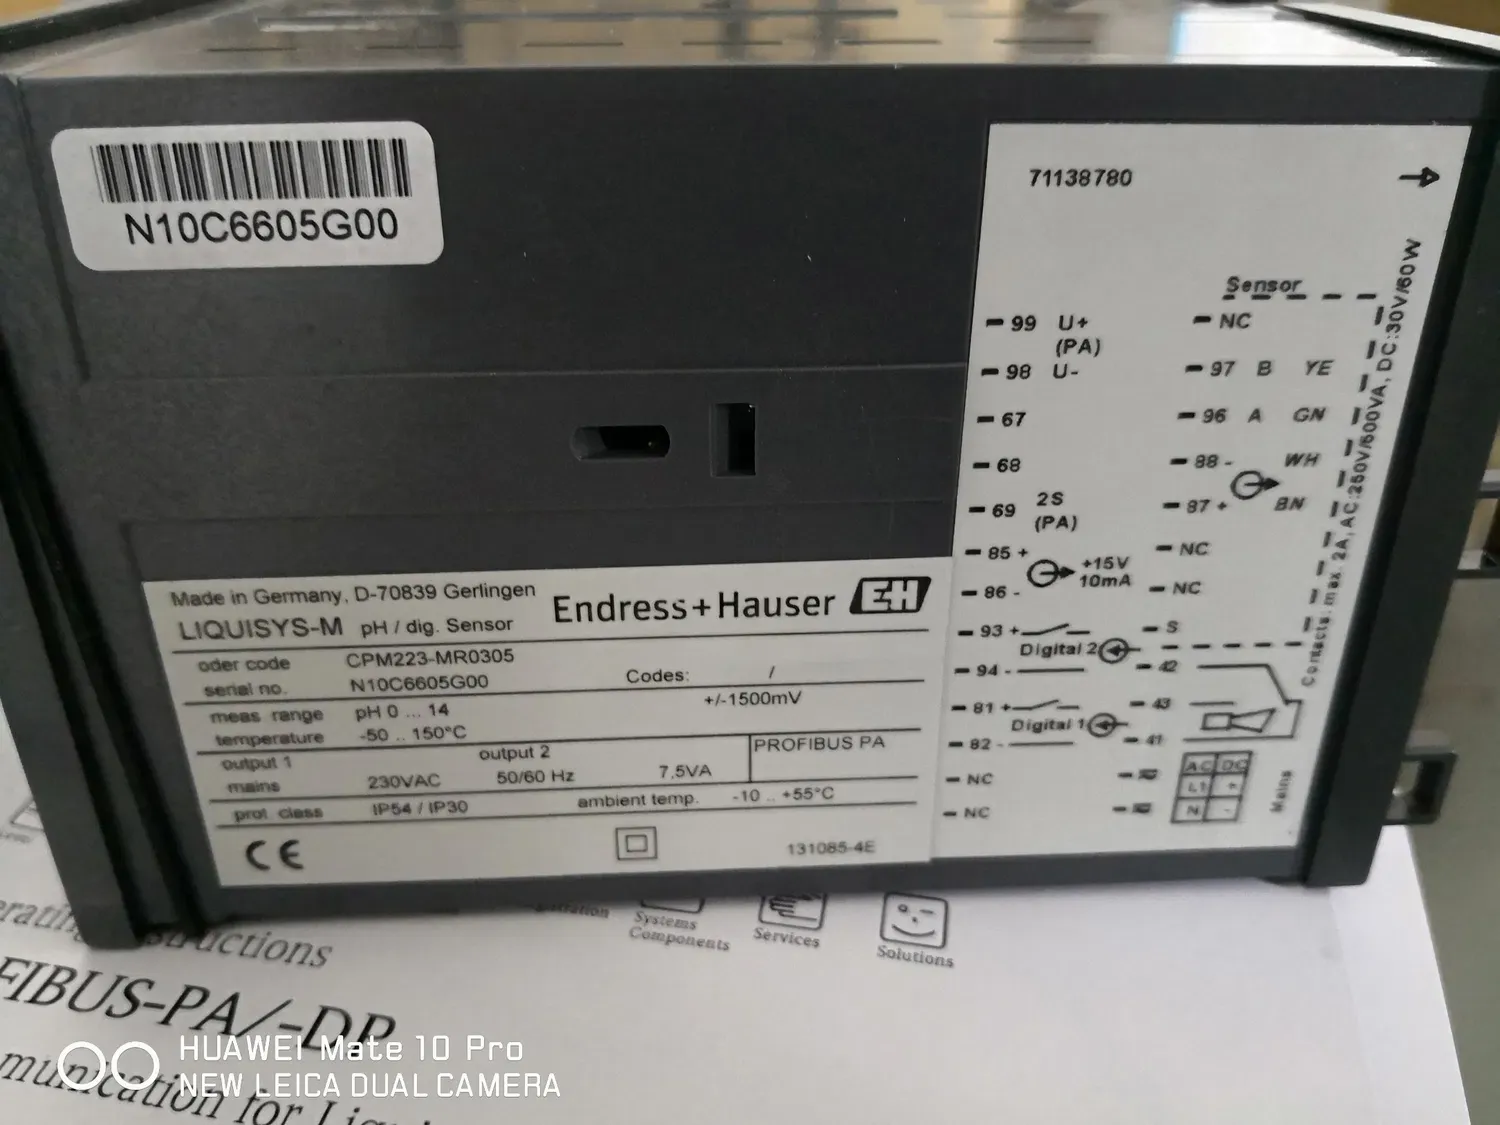 N10C6605G00
Made in Germany, D-70839 Gerlingen
LIQUISYS-M pH / dig. Sensor
Endress+Hauser EH
oder code CPM223-MR0305
serial no. N10C6605G00 Codes: /
meas range pH 0 ... 14 +/-1500mV
temperature -50 .. 150°C
output 1 output 2 PROFIBUS PA
mains 230VAC 50/60 Hz 7,5VA
prot class IP54 / IP30 ambient temp. -10 .. +55°C
CE 131085-4E
71138780
Sensor
99 U+ NC
(PA)
98 U- 97 B YE
67 96 A GN
68 88 - WH
69 2S 87 + BN
(PA)
85 + +15V NC
86 - 10mA NC
93 + S
Digital 2
94 - 42
81 + 43
Digital 1
82 - 41
NC
NC
AC DC
L1 +
N -
Mains
Contacts: max. 2A, AC:250V/600VA, DC:30V/60W
Systems
Components
Services
Solutions
FIBUS-PA/-DP
HUAWEI Mate 10 Pro
NEW LEICA DUAL CAMERA
munication for